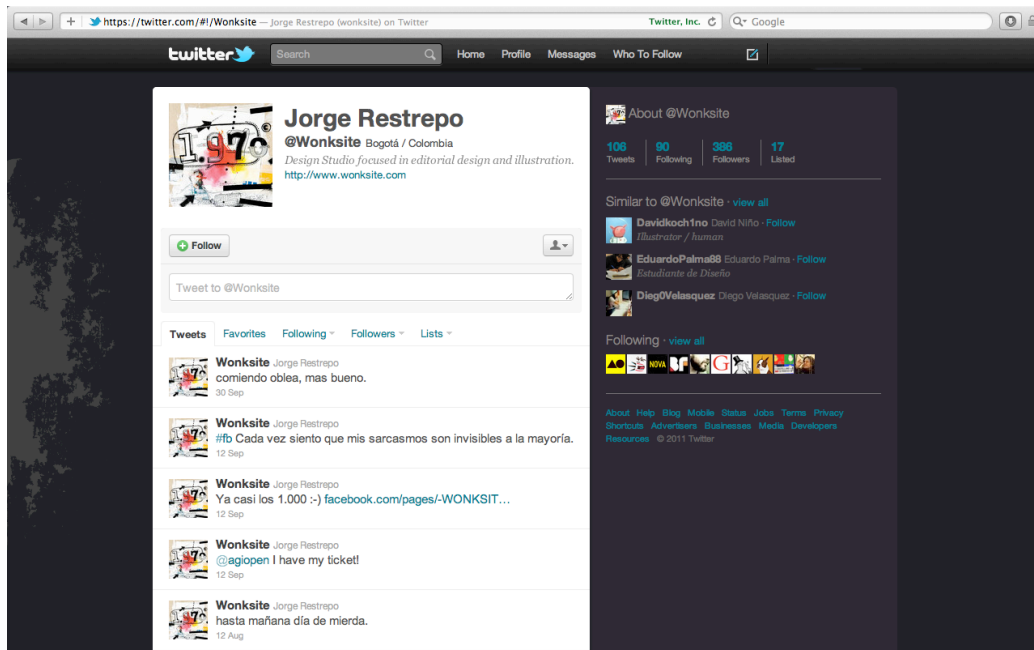 https://twitter.com/#!/Wonksite — Jorge Restrepo (wonksite) on Twitter
Twitter, Inc.
Google
twitter
Search
Home Profile Messages Who To Follow
1.970
Jorge Restrepo
@Wonksite Bogotá / Colombia
Design Studio focused in editorial design and illustration.
http://www.wonksite.com
Follow
Tweet to @Wonksite
Tweets Favorites Following Followers Lists
Wonksite Jorge Restrepo
comiendo oblea, mas bueno.
30 Sep
Wonksite Jorge Restrepo
#fb Cada vez siento que mis sarcasmos son invisibles a la mayoría.
12 Sep
Wonksite Jorge Restrepo
Ya casi los 1.000 :-) facebook.com/pages/-WONKSIT…
12 Sep
Wonksite Jorge Restrepo
@agiopen I have my ticket!
12 Sep
Wonksite Jorge Restrepo
hasta mañana día de mierda.
12 Aug
About @Wonksite
106 90 386 17
Tweets Following Followers Listed
Similar to @Wonksite · view all
Davidkoch1no David Niño · Follow
Illustrator / human
EduardoPalma88 Eduardo Palma · Follow
Estudiante de Diseño
Dieg0Velasquez Diego Velasquez · Follow
Following · view all
NOVA
G
About Help Blog Mobile Status Jobs Terms Privacy
Shortcuts Advertisers Businesses Media Developers
Resources © 2011 Twitter